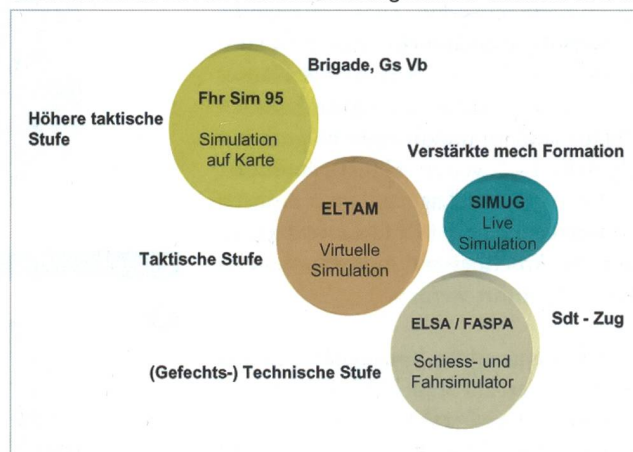 Brigade, Gs Vb
Fhr Sim 95
Höhere taktische
Stufe
Simulation
auf Karte
Verstärkte mech Formation
ELTAM
SIMUG
Live
Simulation
Virtuelle
Simulation
Taktische Stufe
ELSA / FASPA
Sdt - Zug
Schiess- und
Fahrsimulator
(Gefechts-) Technische Stufe